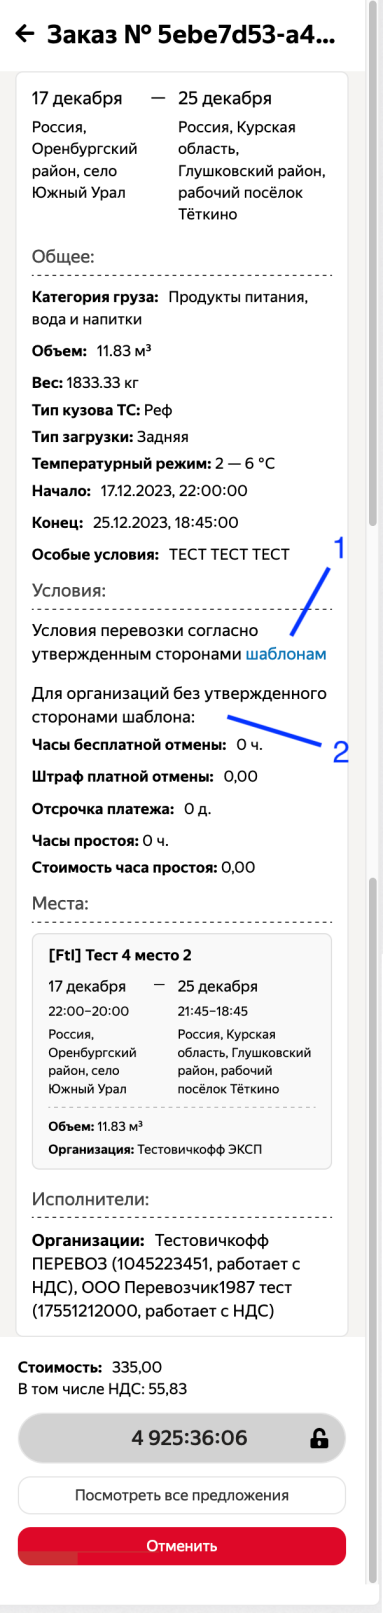 ← Заказ № 5ebe7d53-a4...
17 декабря — 25 декабря
Россия,
Оренбургский
район, село
Южный Урал
Россия, Курская
область,
Глушковский район,
рабочий посёлок
Тёткино
Общее:
Категория груза: Продукты питания,
вода и напитки
Объем: 11.83 м³
Вес: 1833.33 кг
Тип кузова ТС: Реф
Тип загрузки: Задняя
Температурный режим: 2 — 6 °C
Начало: 17.12.2023, 22:00:00
Конец: 25.12.2023, 18:45:00
Особые условия: ТЕСТ ТЕСТ ТЕСТ
1
Условия:
Условия перевозки согласно
утвержденным сторонами шаблонам
Для организаций без утвержденного
сторонами шаблона:
2
Часы бесплатной отмены: 0 ч.
Штраф платной отмены: 0,00
Отсрочка платежа: 0 д.
Часы простоя: 0 ч.
Стоимость часа простоя: 0,00
Места:
[Ftl] Тест 4 место 2
17 декабря — 25 декабря
22:00–20:00 21:45–18:45
Россия,
Оренбургский
район, село
Южный Урал
Россия, Курская
область, Глушковский
район, рабочий
посёлок Тёткино
Объем: 11.83 м³
Организация: Тестовичкофф ЭКСП
Исполнители:
Организации: Тестовичкофф
ПЕРЕВОЗ (1045223451, работает с
НДС), ООО Перевозчик1987 тест
(17551212000, работает с НДС)
Стоимость: 335,00
В том числе НДС: 55,83
4 925:36:06
Посмотреть все предложения
Отменить